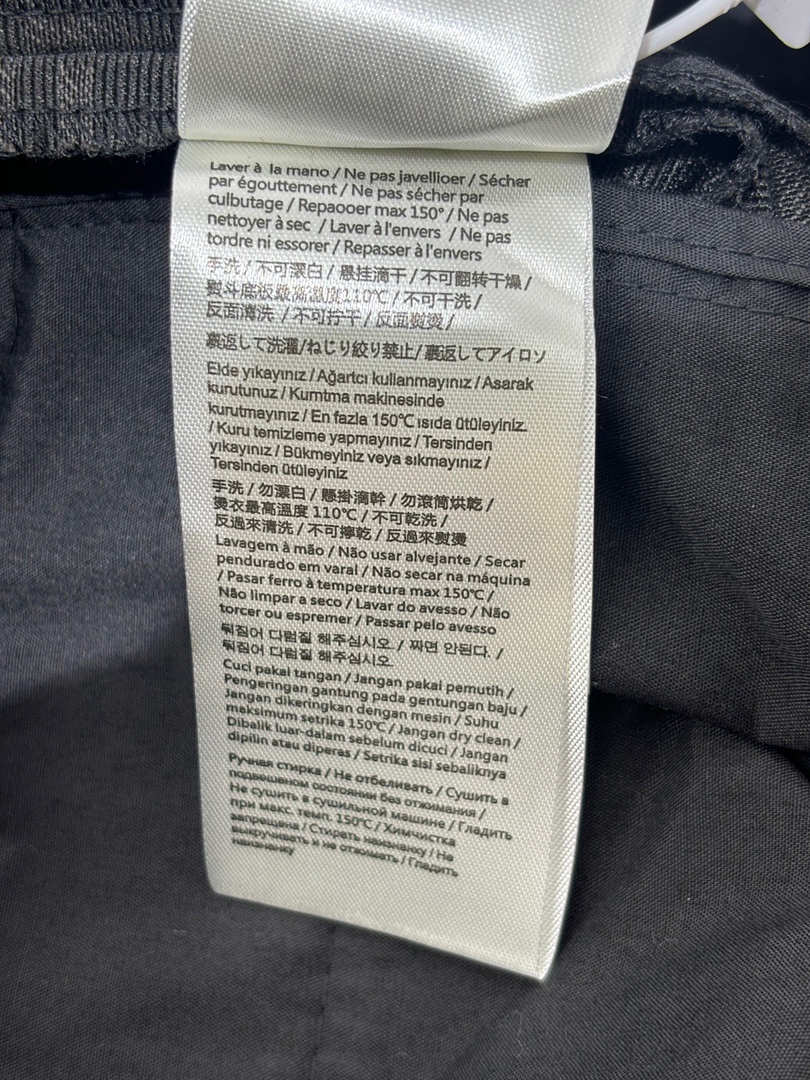 Laver à la mano / Ne pas javellioer / Sécher
par égouttement / Ne pas sécher par
culbutage / Repaooer max 150° / Ne pas
nettoyer à sec / Laver à l'envers / Ne pas
tordre ni essorer / Repasser à l'envers
手洗 / 不可漂白 / 悬挂滴干 / 不可翻转干燥 /
熨斗底板最高温度110℃ / 不可干洗 /
反面清洗 / 不可拧干 / 反面熨烫 /
裏返して洗濯/ねじり絞り禁止/裏返してアイロソ
Elde yıkayınız / Ağartıcı kullanmayınız / Asarak
kurutunuz / Kumtma makinesinde
kurutmayınız / En fazla 150℃ ısıda ütüleyiniz.
/ Kuru temizleme yapmayınız / Tersinden
yıkayınız / Bükmeyiniz veya sıkmayınız /
Tersinden ütüleyiniz
手洗 / 勿漂白 / 懸掛滴幹 / 勿滾筒烘乾 /
燙衣最高溫度 110℃ / 不可乾洗 /
反過來清洗 / 不可擰乾 / 反過來熨燙
Lavagem à mão / Não usar alvejante / Secar
pendurado em varal / Não secar na máquina
/ Pasar ferro à temperatura max 150℃ /
Não limpar a seco / Lavar do avesso / Não
torcer ou espremer / Passar pelo avesso
뒤집어 다럼질 해주십시오. / 짜면 안된다. /
뒤집어 다럼질 해주십시오.
Cuci pakai tangan / Jangan pakai pemutih /
Pengeringan gantung pada gentungan baju /
Jangan dikeringkan dengan mesin / Suhu
maksimum setrika 150℃ / Jangan dry clean /
Dibalik luar-dalam sebelum dicuci / Jangan
dipilin atau diperas / Setrika sisi sebaliknya
Ручная стирка / Не отбеливать / Сушить в
подвешеном состоянии без отжимания /
Не сушить в сушильной машине / Гладить
при макс. темп. 150℃ / Химчистка
запрещена / Стирать наизнанку / Не
выкручивать и не отжимать / Гладить
наизнанку